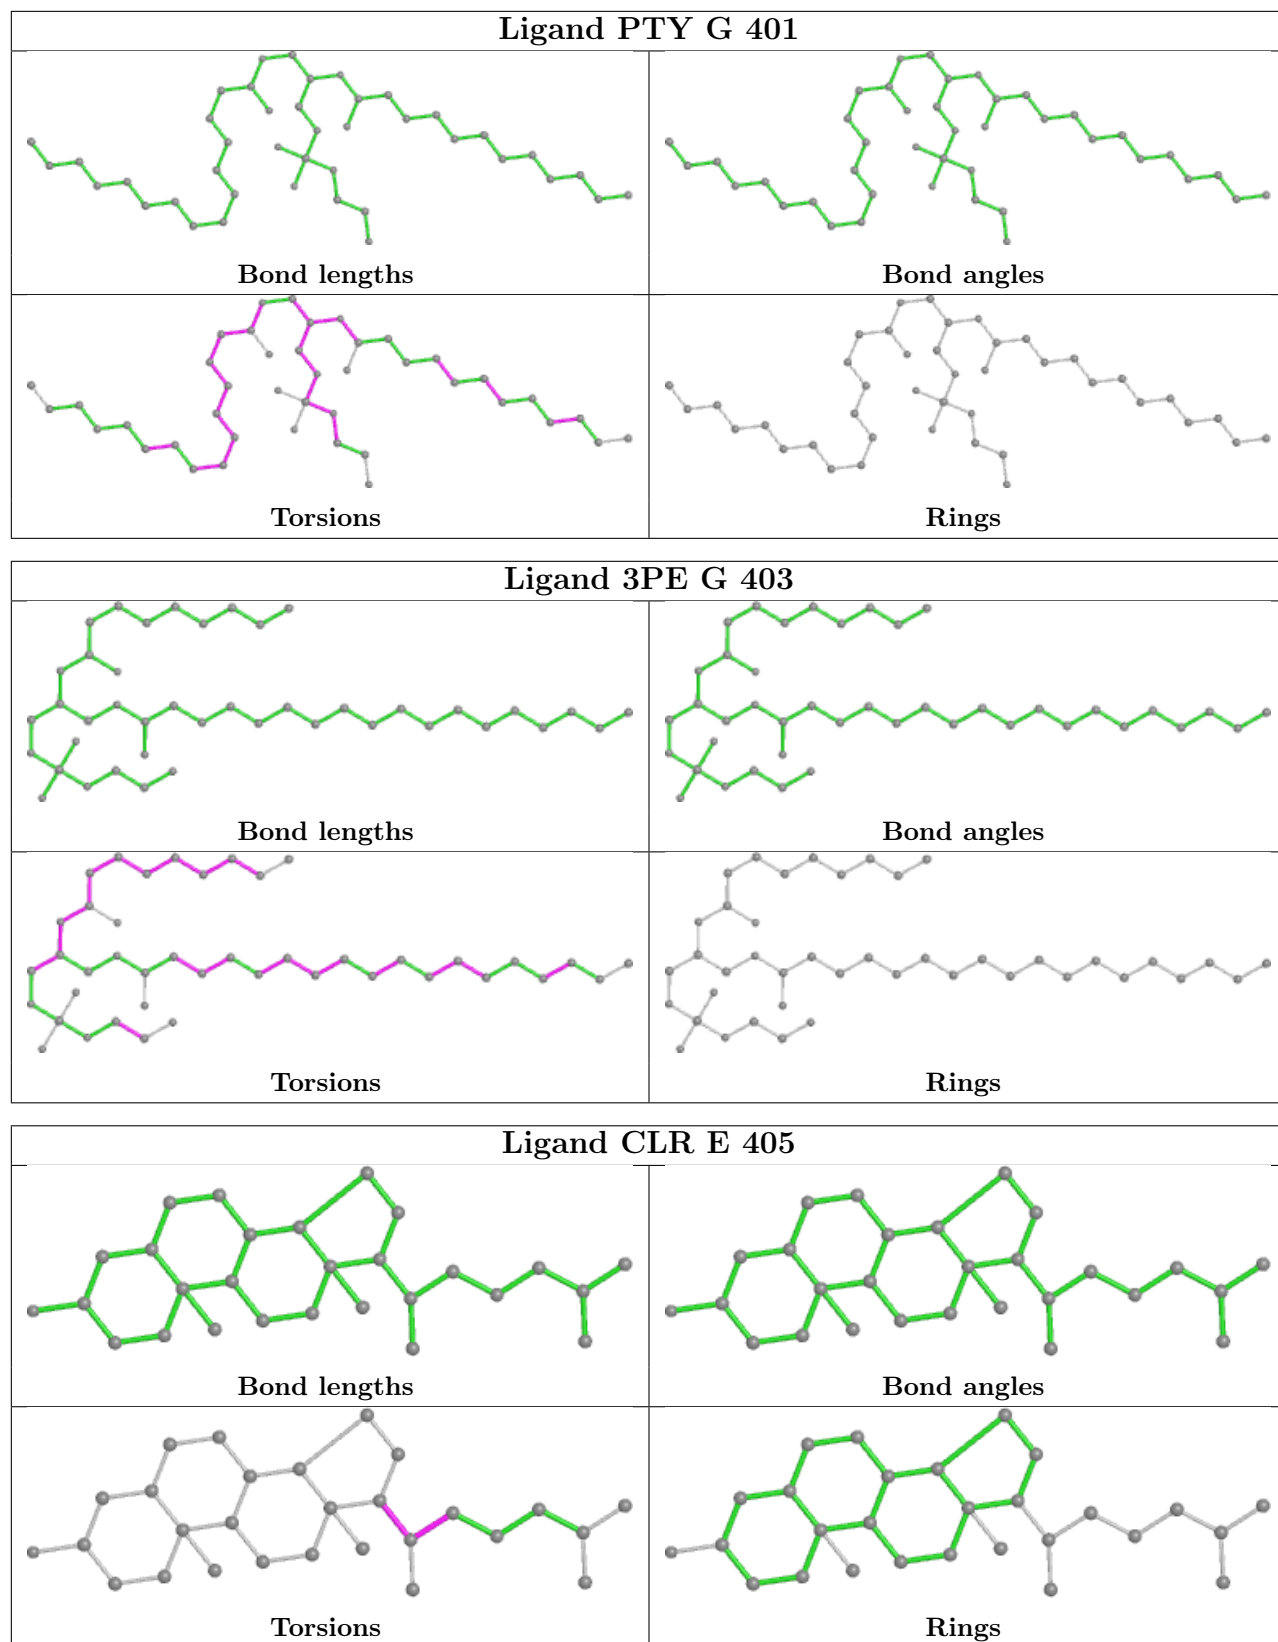 Ligand PTY G 401
Bond lengths
Bond angles
Torsions
Rings
Ligand 3PE G 403
Bond lengths
Bond angles
Torsions
Rings
Ligand CLR E 405
Bond lengths
Bond angles
Torsions
Rings